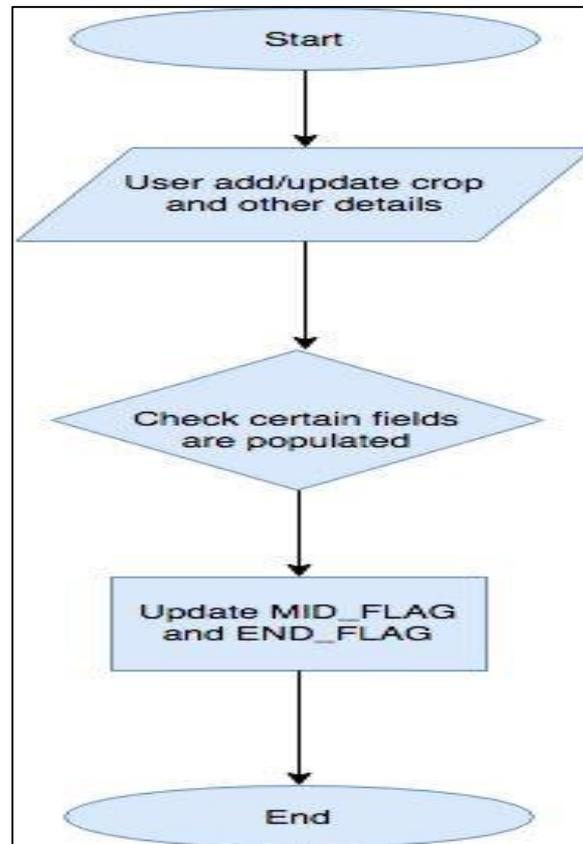 Start
User add/update crop
and other details
Check certain fields
are populated
Update MID_FLAG
and END_FLAG
End